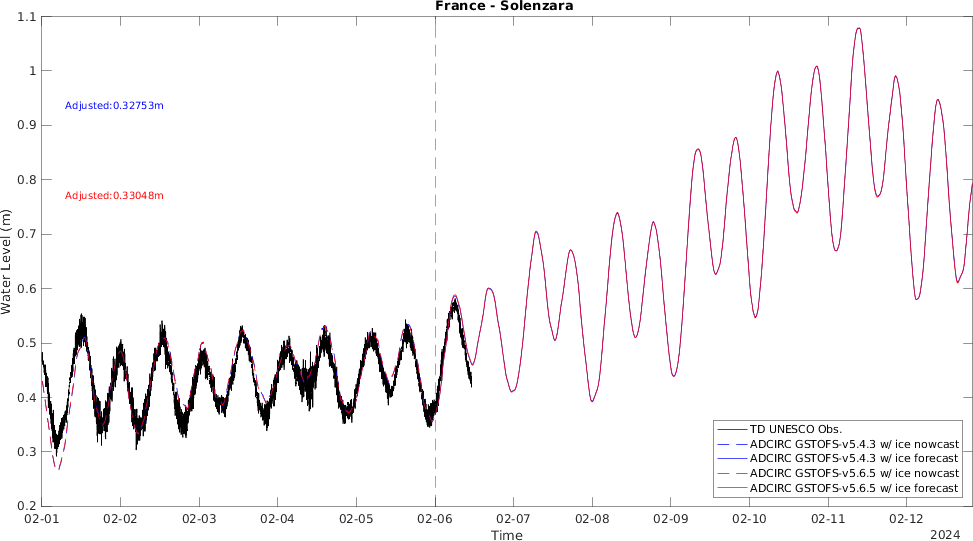 France - Solenzara
1.1
1
0.9
0.8
0.7
0.6
0.5
0.4
0.3
0.2
Water Level (m)
Adjusted:0.32753m
Adjusted:0.33048m
TD UNESCO Obs.
ADCIRC GSTOFS-v5.4.3 w/ ice nowcast
ADCIRC GSTOFS-v5.4.3 w/ ice forecast
ADCIRC GSTOFS-v5.6.5 w/ ice nowcast
ADCIRC GSTOFS-v5.6.5 w/ ice forecast
02-01 02-02 02-03 02-04 02-05 02-06 02-07 02-08 02-09 02-10 02-11 02-12
Time
2024